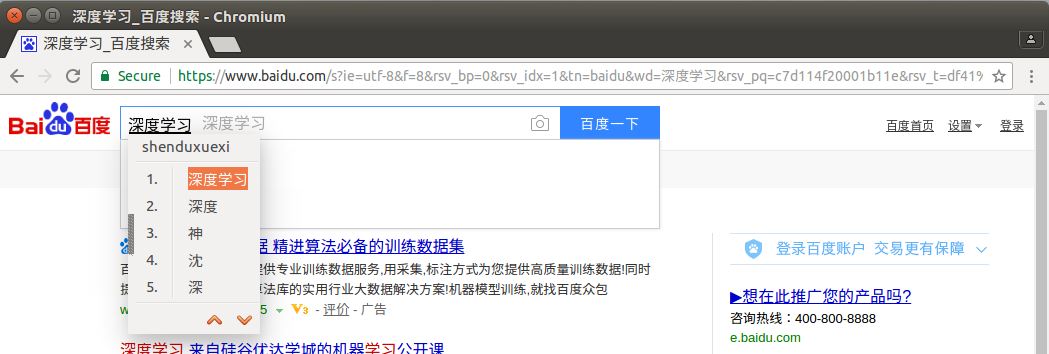 深度学习_百度搜索 - Chromium
深度学习_百度搜索
Secure https://www.baidu.com/s?ie=utf-8&f=8&rsv_bp=0&rsv_idx=1&tn=baidu&wd=深度学习&rsv_pq=c7d114f20001b11e&rsv_t=df41%
Bai du 百度
深度学习 深度学习
百度一下
百度首页 设置 登录
shenduxuexi
1. 深度学习
2. 深度
3. 神
4. 沈
5. 深
精进算法必备的训练数据集
提供专业训练数据服务,用采集,标注方式为您提供高质量训练数据!同时
算法库的实用行业大数据解决方案!机器模型训练,就找百度众包
5 V3 - 评价 - 广告
深度学习 来自硅谷优达学城的机器学习公开课
登录百度账户 交易更有保障
▶想在此推广您的产品吗?
咨询热线：400-800-8888
e.baidu.com